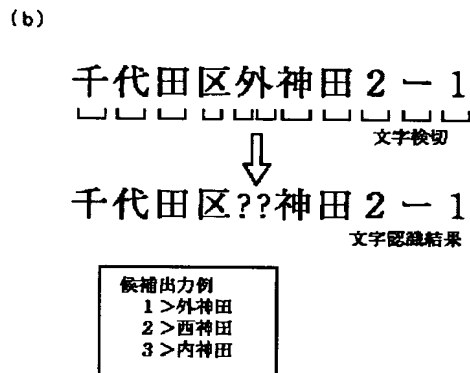 (b)
千代田区外神田2−1
文字検切
千代田区??神田2−1
文字認識結果
候補出力例
1>外神田
2>西神田
3>内神田